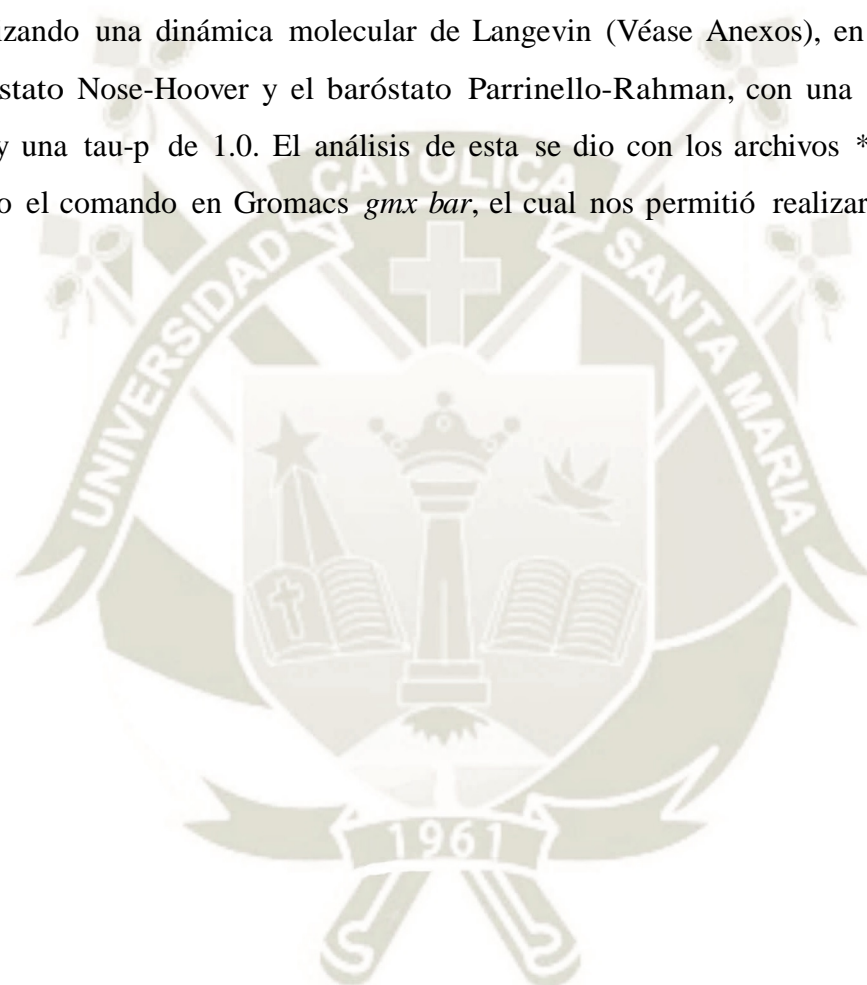 izando una dinámica molecular de Langevin (Véase Anexos), en
stato Nose-Hoover y el baróstato Parrinello-Rahman, con una
y una tau-p de 1.0. El análisis de esta se dio con los archivos *
o el comando en Gromacs gmx bar, el cual nos permitió realizar
UNIVERSIDAD CATOLICA SANTA MARIA
1961